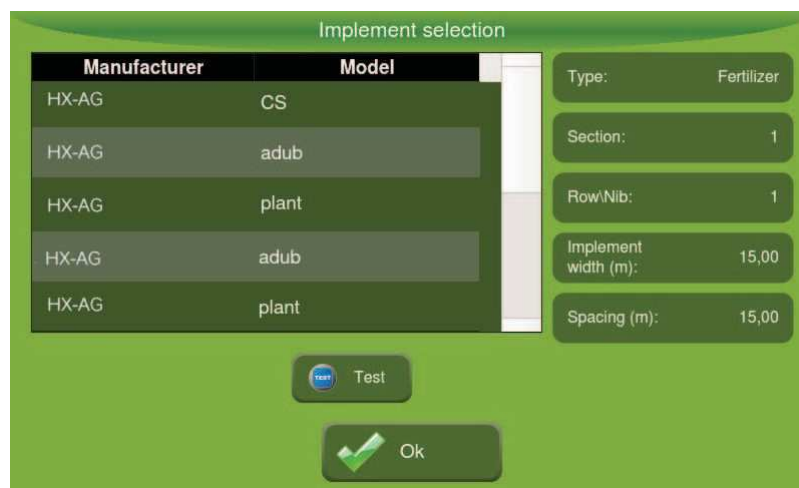 Implement selection
Manufacturer Model
HX-AG CS
HX-AG adub
HX-AG plant
HX-AG adub
HX-AG plant
Type: Fertilizer
Section: 1
Row\Nib: 1
Implement
width (m): 15,00
Spacing (m): 15,00
TEST Test
Ok